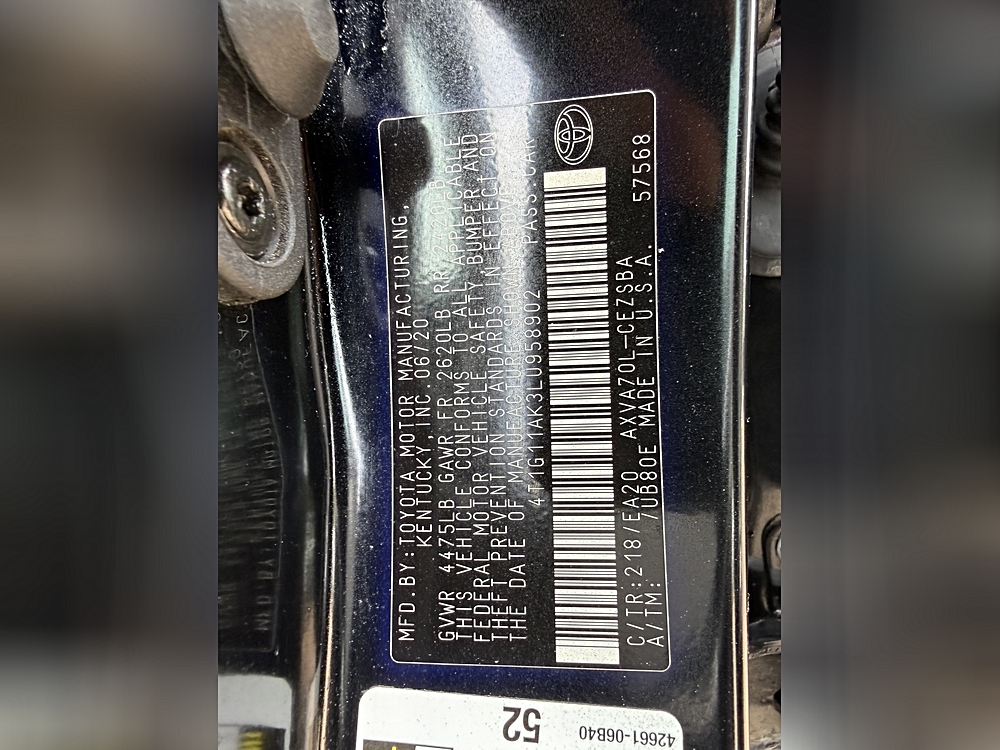 MFD.BY:TOYOTA MOTOR MANUFACTURING,
KENTUCKY, INC. 06/20
GVWR 4475LB GAWR FR 2620LB RR
THIS VEHICLE CONFORMS TO ALL APPLICABLE
FEDERAL MOTOR VEHICLE SAFETY, BUMPER, AND
THEFT PREVENTION STANDARDS IN EFFECT ON
THE DATE OF MANUFACTURE SHOWN ABOVE.
4T1G11AK3LU958902 PASS. CAR
C/TR:218/EA20 AXVA70L-CEZSBA
A/TM: /UB80E MADE IN U.S.A. 57568
52
42661-06B40